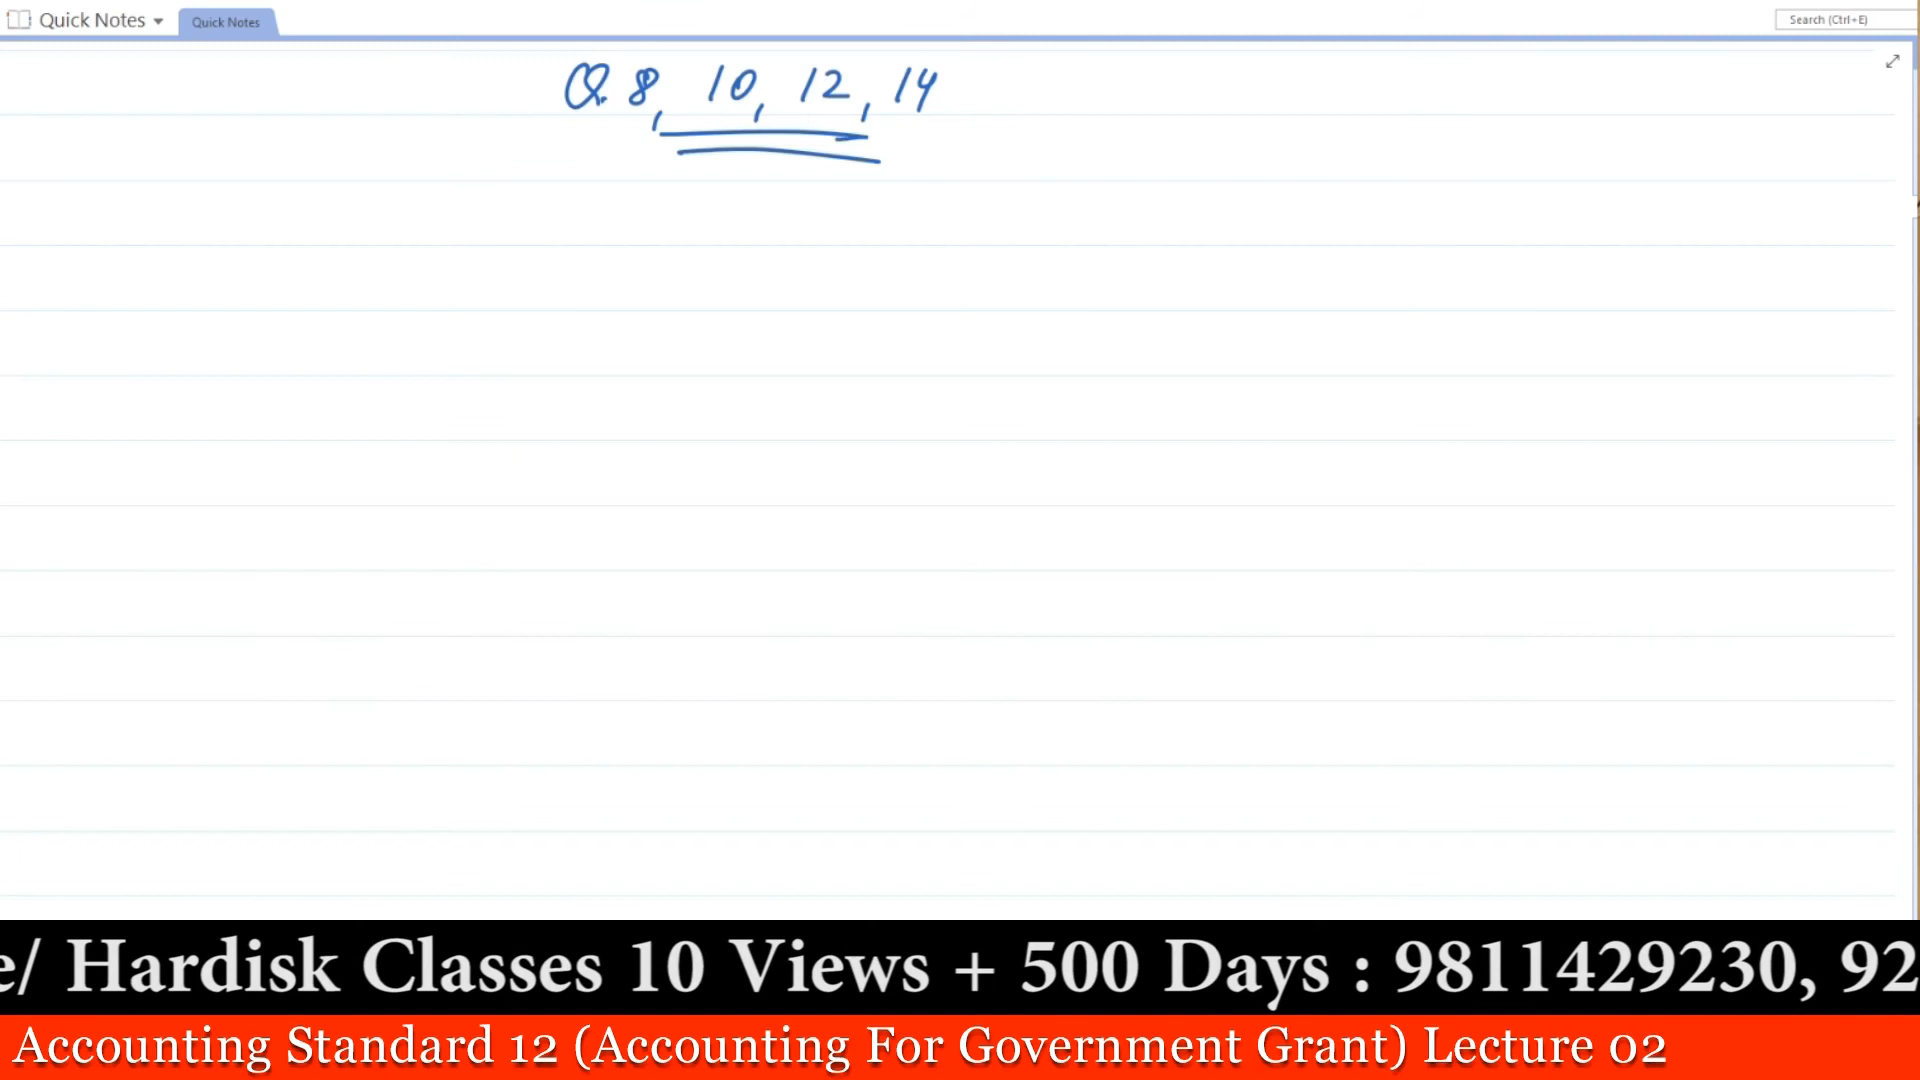 Quick Notes
Quick Notes
Search (Ctrl+E)
Q. 8, 10, 12, 14
e/ Hardisk Classes 10 Views + 500 Days : 9811429230, 92
Accounting Standard 12 (Accounting For Government Grant) Lecture 02